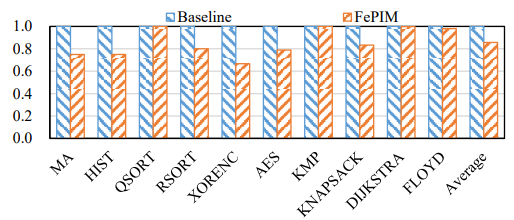 Baseline FePIM
1.0
0.8
0.6
0.4
0.2
0.0
MA
HIST
QSORT
RSORT
XORENC
AES
KMP
KNAPSACK
DIJKSTRA
FLOYD
Average